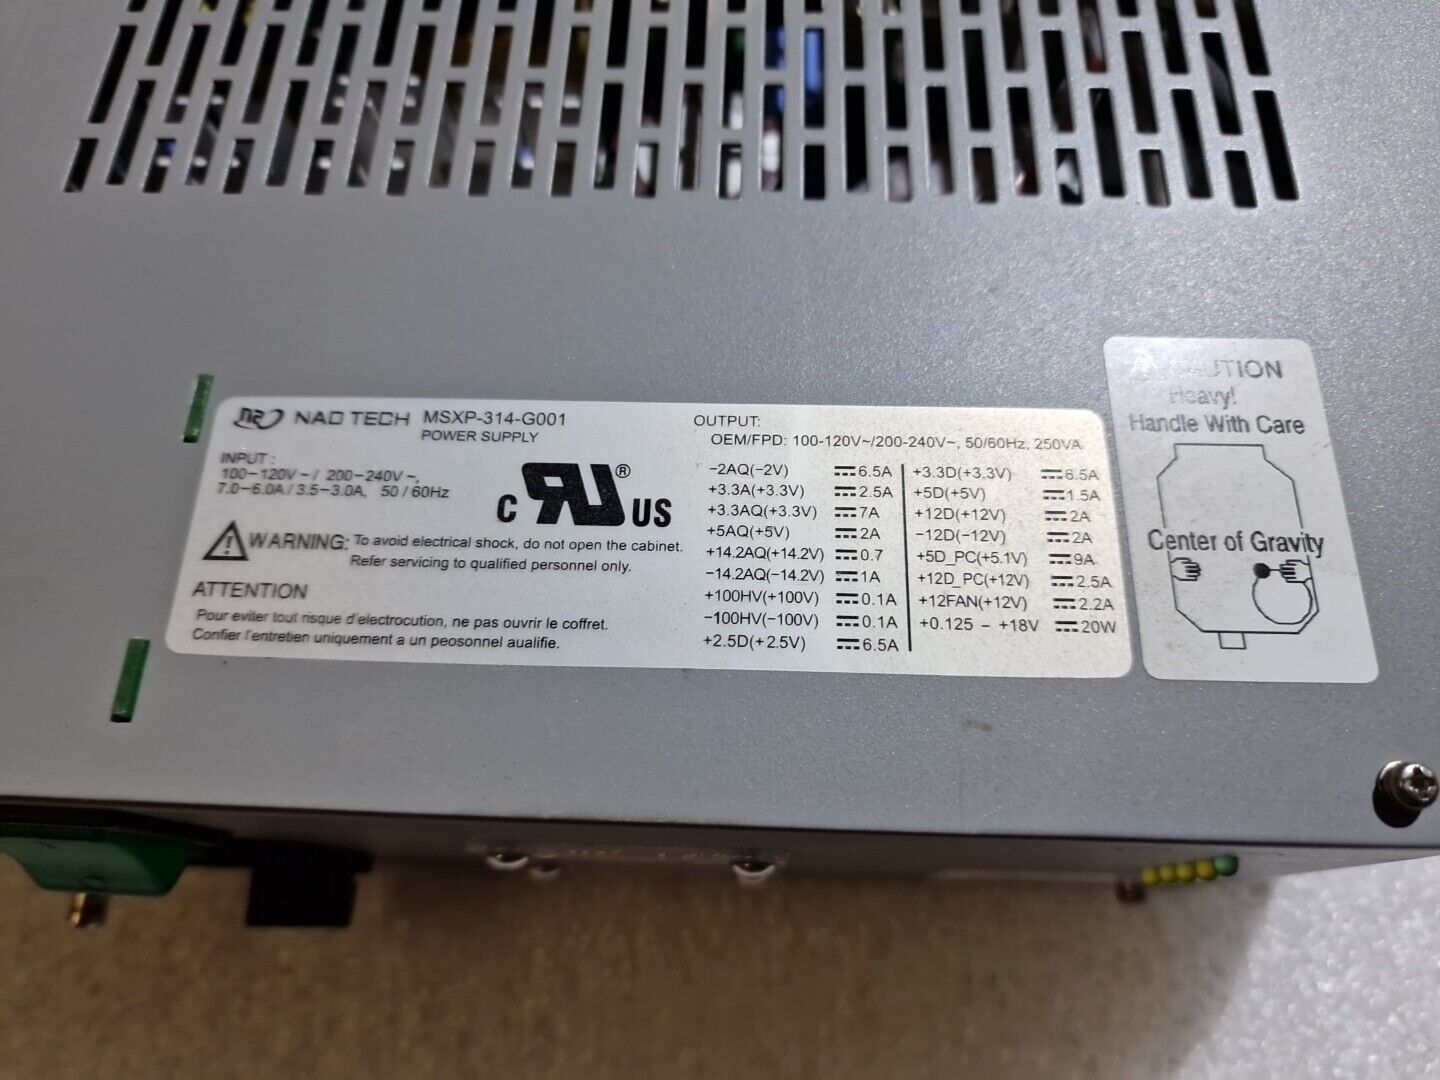 NAO TECH MSXP-314-G001
POWER SUPPLY
INPUT:
100-120V~/ 200-240V~,
7.0-6.0A/3.5-3.0A, 50/60Hz
C RU® US
WARNING: To avoid electrical shock, do not open the cabinet.
Refer servicing to qualified personnel only.
ATTENTION
Pour eviter tout risque d'electrocution, ne pas ouvrir le coffret.
Confier l'entretien uniquement a un peosonnel aualifie.
OUTPUT:
OEM/FPD: 100-120V~/200-240V~, 50/60Hz, 250VA
-2AQ(-2V) ⎓6.5A
+3.3A(+3.3V) ⎓2.5A
+3.3AQ(+3.3V) ⎓7A
+5AQ(+5V) ⎓2A
+14.2AQ(+14.2V) ⎓0.7
-14.2AQ(-14.2V) ⎓1A
+100HV(+100V) ⎓0.1A
-100HV(-100V) ⎓0.1A
+2.5D(+2.5V) ⎓6.5A
+3.3D(+3.3V) ⎓6.5A
+5D(+5V) ⎓1.5A
+12D(+12V) ⎓2A
-12D(-12V) ⎓2A
+5D_PC(+5.1V) ⎓9A
+12D_PC(+12V) ⎓2.5A
+12FAN(+12V) ⎓2.2A
+0.125 - +18V ⎓20W
CAUTION
Heavy!
Handle With Care
Center of Gravity